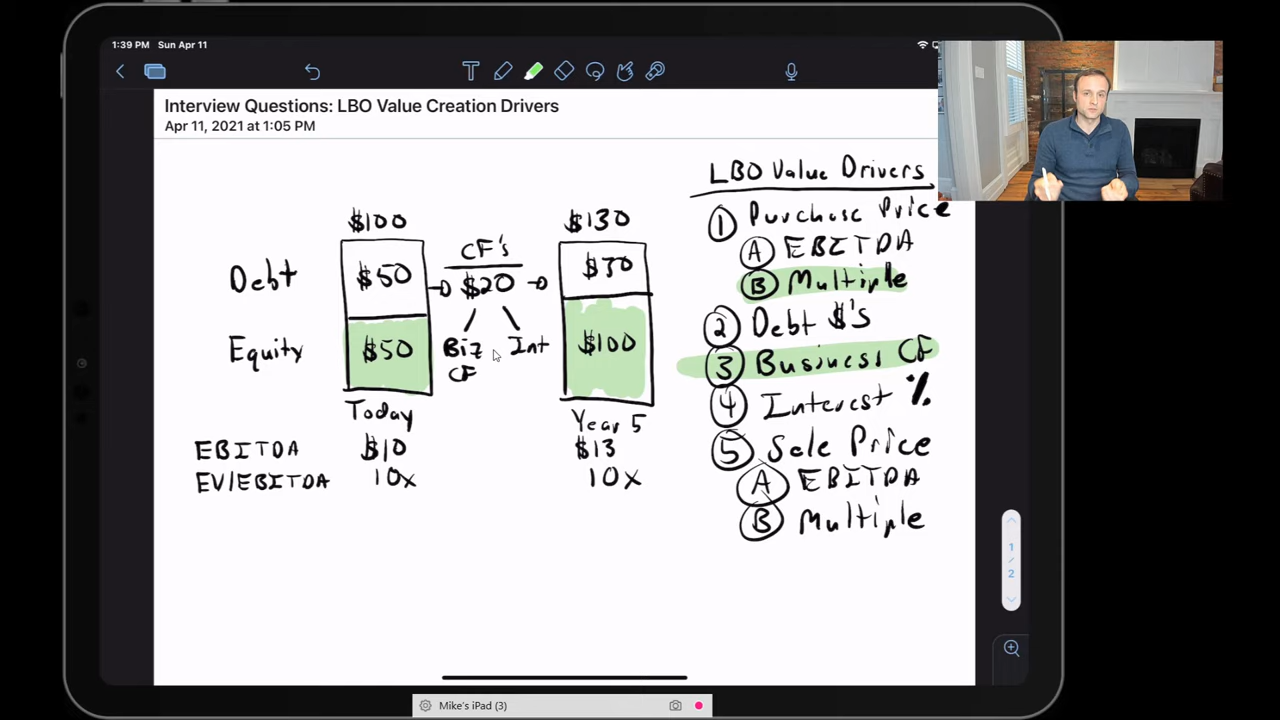 1:39 PM Sun Apr 11
Interview Questions: LBO Value Creation Drivers
Apr 11, 2021 at 1:05 PM
$100
$130
CF's
Debt
$50
$20
$30
Equity
$50
Biz CF
Int
$100
Today
Year 5
EBITDA $10 $13
EV/EBITDA 10x 10x
LBO Value Drivers
1 Purchase Price
A EBITDA
B Multiple
2 Debt $'s
3 Business CF
4 Interest %
5 Sale Price
A EBITDA
B Multiple
1
/
2
Mike's iPad (3)